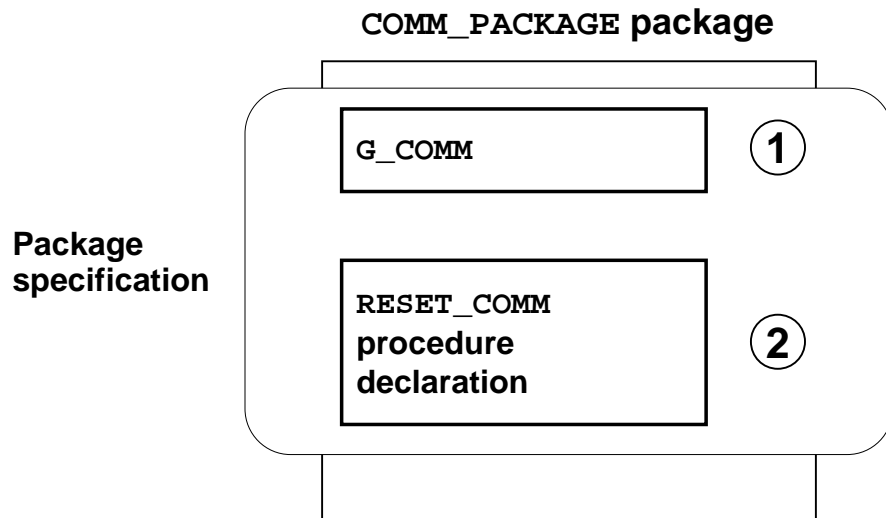 COMM_PACKAGE package
G_COMM
1
Package
specification
RESET_COMM
procedure
declaration
2